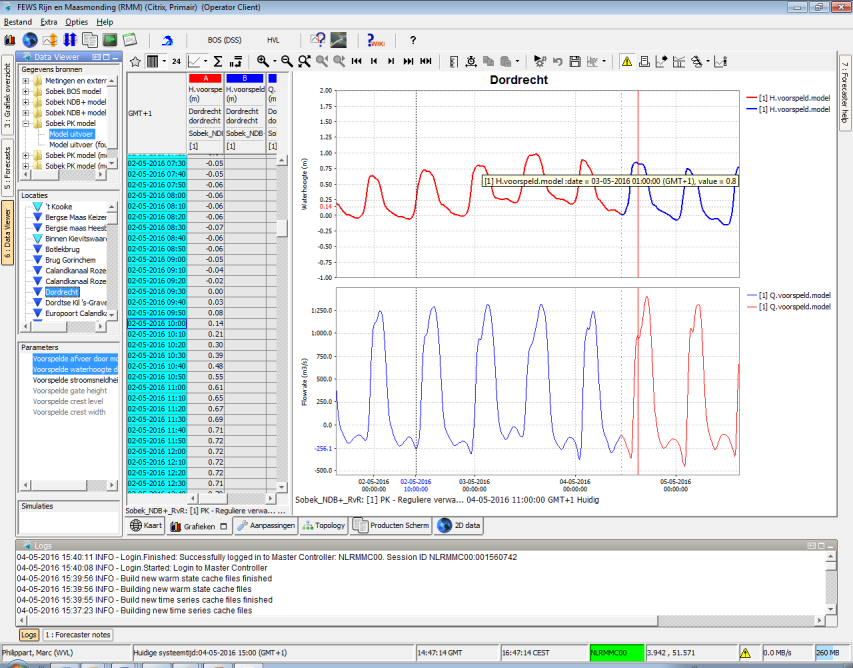 FEWS Rijn en Maasmonding (RMM) (Citrix, Primair) (Operator Client)
Bestand Extra Opties Help
BOS (DSS) HVL WIKI ?
3 : Grafiek overzicht
5 : Forecasts
6 : Data Viewer
7 : Forecaster help
Data Viewer
Gegevens bronnen
Metingen en extern
Sobek BOS model
Sobek NDB+ model
Sobek NDB+ model
Sobek PK model
Model uitvoer
Model uitvoer (fou
Sobek PK model (m
Sobek PK model (m
Locaties
't Kooike
Bergse Maas Keizer
Bergse maas Heesb
Binnen Kievitswaar
Botlekbrug
Brug Gorinchem
Calandkanaal Roze
Calandkanaal Roze
Dordrecht
Dordtse Kil 's-Grave
Europoort Calandka
Parameters
Voorspelde afvoer door mo
Voorspelde waterhoogte d
Voorspelde stroomsnelheid
Voorspelde gate height
Voorspelde crest level
Voorspelde crest width
Simulaties
24
A B
GMT+1
H.voorspeld H.voorspeld Q.
(m) (m) (m
Dordrecht Dordrecht Do
dordrecht dordrecht do
Sobek_NDB Sobek_NDB So
[1] [1] [1]
02-05-2016 07:30 -0.05
02-05-2016 07:40 -0.05
02-05-2016 07:50 -0.06
02-05-2016 08:00 -0.06
02-05-2016 08:10 -0.06
02-05-2016 08:20 -0.06
02-05-2016 08:30 -0.07
02-05-2016 08:40 -0.06
02-05-2016 08:50 -0.06
02-05-2016 09:00 -0.05
02-05-2016 09:10 -0.04
02-05-2016 09:20 -0.02
02-05-2016 09:30 0.00
02-05-2016 09:40 0.03
02-05-2016 09:50 0.08
02-05-2016 10:00 0.14
02-05-2016 10:10 0.21
02-05-2016 10:20 0.30
02-05-2016 10:30 0.39
02-05-2016 10:40 0.48
02-05-2016 10:50 0.55
02-05-2016 11:00 0.61
02-05-2016 11:10 0.65
02-05-2016 11:20 0.67
02-05-2016 11:30 0.69
02-05-2016 11:40 0.71
02-05-2016 11:50 0.72
02-05-2016 12:00 0.72
02-05-2016 12:10 0.72
02-05-2016 12:20 0.72
02-05-2016 12:30 0.71
Sobek_NDB+_RvR: [1] PK - Reguliere verwa... ...
Dordrecht
Waterhoogte (m)
2.00
1.75
1.50
1.25
1.00
0.75
0.50
0.25
0.14
0.00
-0.25
-0.50
-0.75
-1.00
[1] H.voorspeld.model
[1] H.voorspeld.model
[1] H.voorspeld.model :date = 03-05-2016 01:00:00 (GMT+1), value = 0.8
Flowrate (m3/s)
1:250.0
1:000.0
750.0
500.0
250.0
0.0
-256.1
-500.0
[1] Q.voorspeld.model
[1] Q.voorspeld.model
02-05-2016 02-05-2016 03-05-2016 04-05-2016 05-05-2016
00:00:00 10:00:00 00:00:00 00:00:00 00:00:00
Sobek_NDB+_RvR: [1] PK - Reguliere verwa... 04-05-2016 11:00:00 GMT+1 Huidig
Kaart Grafieken Aanpassingen Topology Producten Scherm 2D data
Logs
04-05-2016 15:40:11 INFO - Login.Finished: Successfully logged in to Master Controller: NLRMMC00. Session ID NLRMMC00:001560742
04-05-2016 15:40:08 INFO - Login.Started: Login to Master Controller
04-05-2016 15:39:56 INFO - Build new warm state cache files finished
04-05-2016 15:39:56 INFO - Building new warm state cache files
04-05-2016 15:39:55 INFO - Build new time series cache files finished
04-05-2016 15:37:23 INFO - Building new time series cache files
Logs 1 : Forecaster notes
Philippart, Marc (WVL) Huidige systeemtijd:04-05-2016 15:00 (GMT+1) 14:47:14 GMT 16:47:14 CEST NLRMMC00 3.942 , 51.571 0.0 MB/s 260 MB